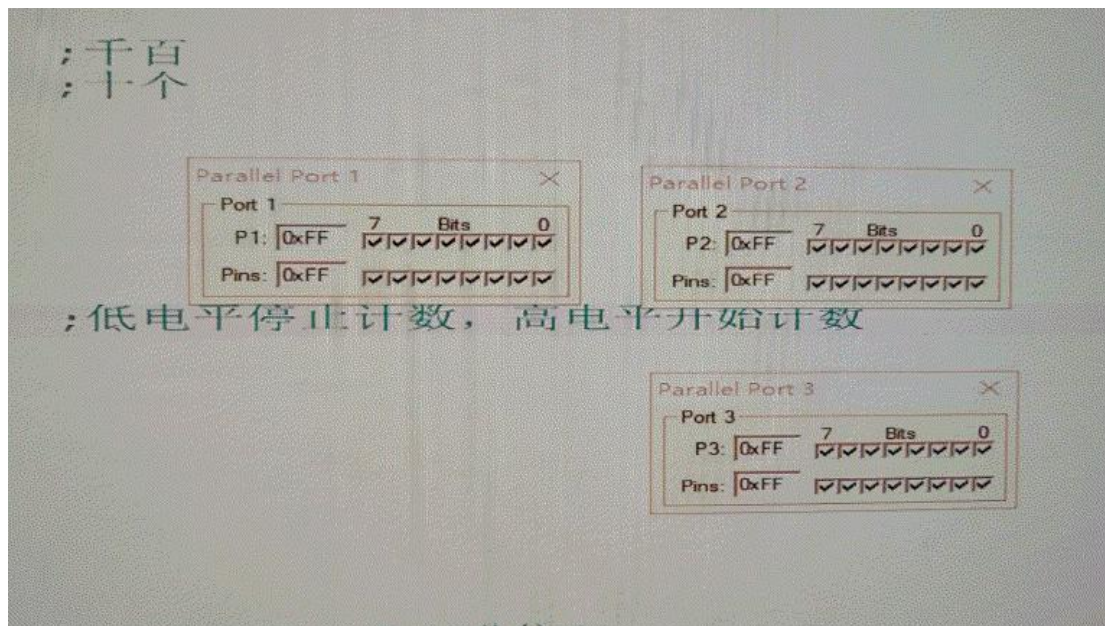 ;千百
;十个
Parallel Port 1
Port 1
7 Bits 0
P1: 0xFF
Pins: 0xFF
Parallel Port 2
Port 2
7 Bits 0
P2: 0xFF
Pins: 0xFF
;低电平停止计数，高电平开始计数
Parallel Port 3
Port 3
7 Bits 0
P3: 0xFF
Pins: 0xFF